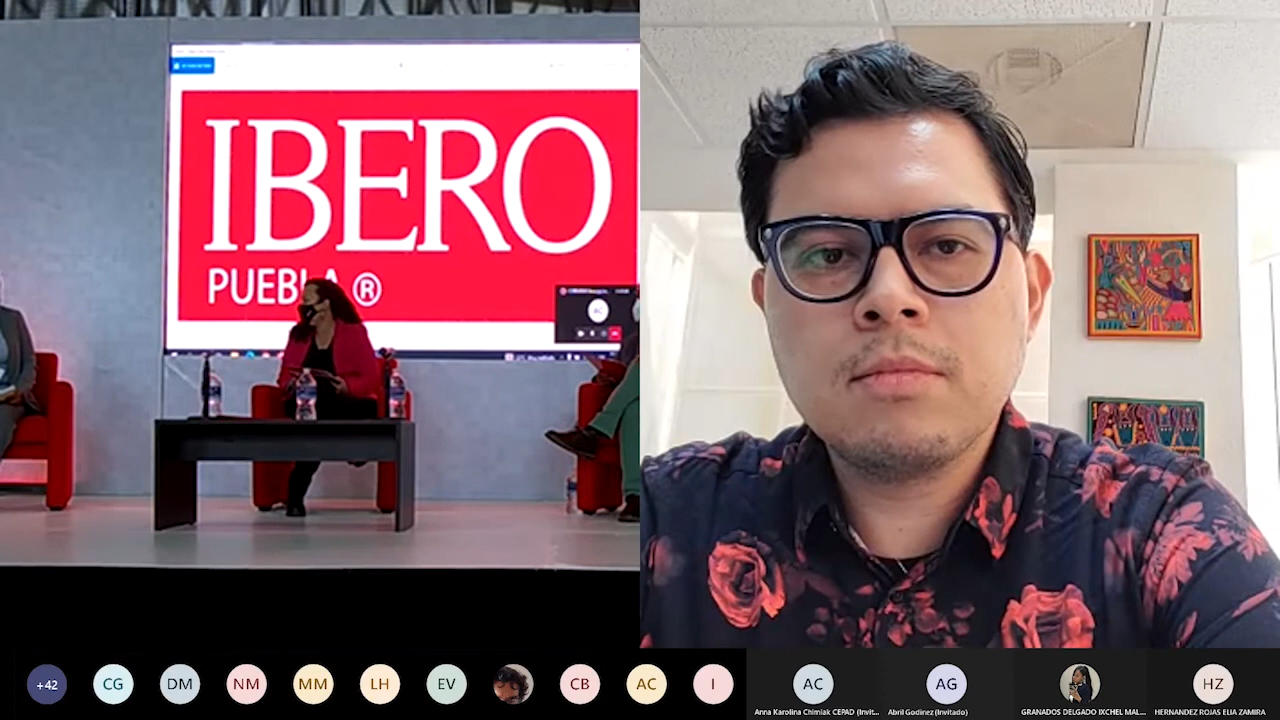 IBERO
PUEBLA ®
AC
+42
CG
DM
NM
MM
LH
EV
CB
AC
I
AC
AG
HZ
Anna Karolina Chimiak CEPAD (Invit...
Abril Godinez (Invitado)
GRANADOS DELGADO IXCHEL MAL...
HERNANDEZ ROJAS ELIA ZAMIRA